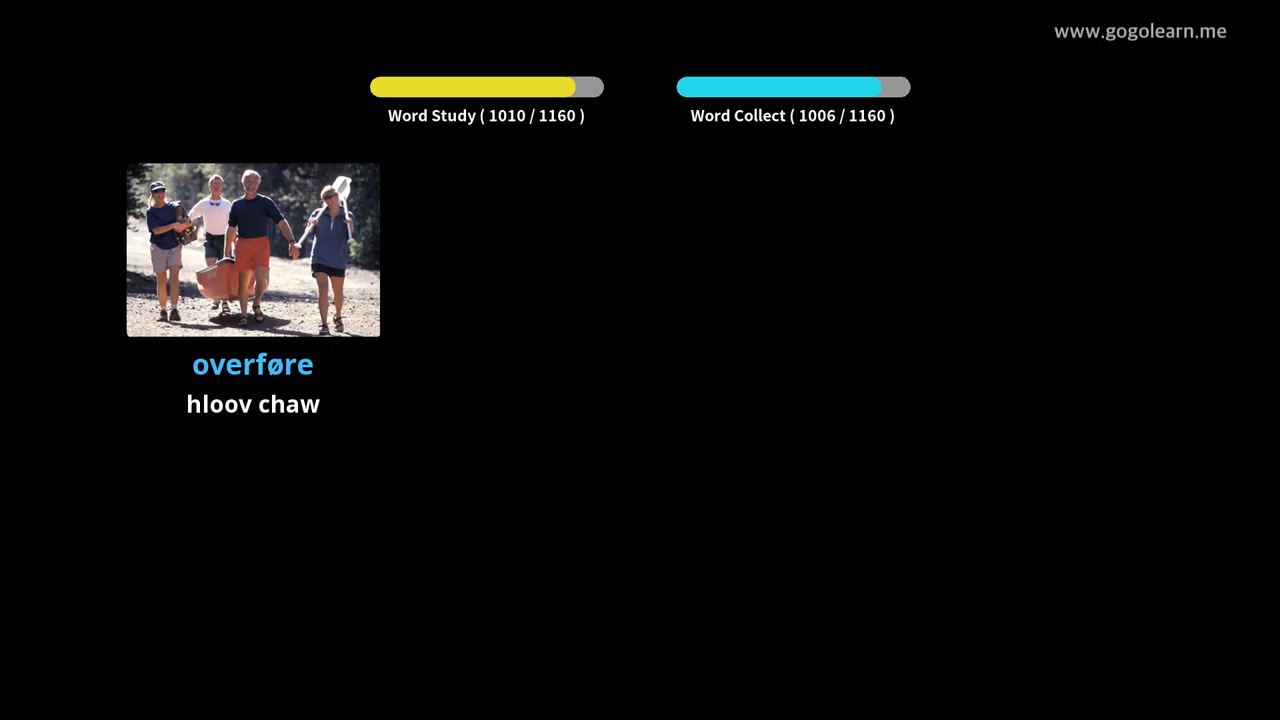 www.gogolearn.me
Word Study ( 1010 / 1160 )
Word Collect ( 1006 / 1160 )
overføre
hloov chaw